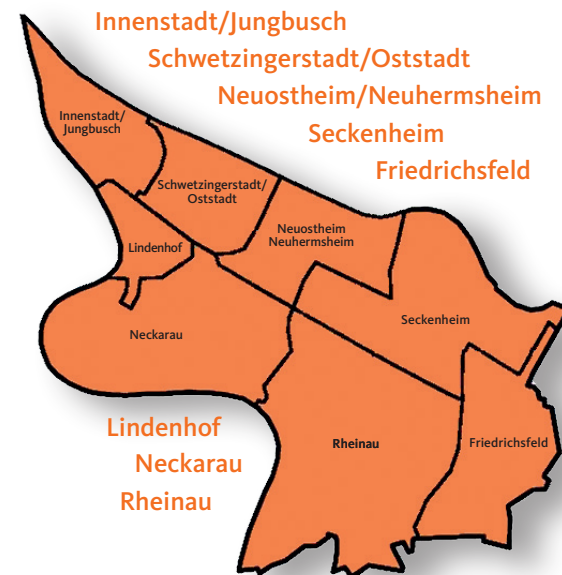 Innenstadt/Jungbusch
Schwetzingerstadt/Oststadt
Neuostheim/Neuhermsheim
Seckenheim
Friedrichsfeld
Innenstadt/
Jungbusch
Schwetzingerstadt/
Oststadt
Neuostheim
Neuhermsheim
Lindenhof
Seckenheim
Neckarau
Rheinau
Friedrichsfeld
Lindenhof
Neckarau
Rheinau